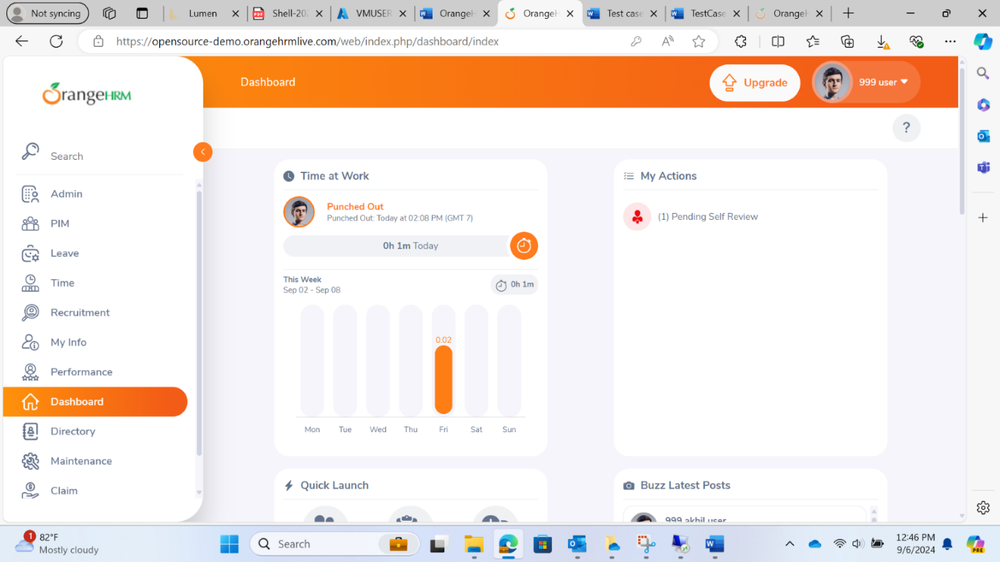 Not syncing
Lumen
Shell-202
VMUSER
OrangeH
OrangeH
Test case
TestCase
OrangeH
https://opensource-demo.orangehrmlive.com/web/index.php/dashboard/index
OrangeHRM
Dashboard
Upgrade
999 user
?
Search
Admin
PIM
Leave
Time
Recruitment
My Info
Performance
Dashboard
Directory
Maintenance
Claim
Time at Work
Punched Out
Punched Out: Today at 02:08 PM (GMT 7)
0h 1m Today
This Week
Sep 02 - Sep 08
0h 1m
0.02
Mon Tue Wed Thu Fri Sat Sun
My Actions
(1) Pending Self Review
Quick Launch
Buzz Latest Posts
999 akhil user
1
82°F
Mostly cloudy
Search
12:46 PM
9/6/2024
PRE